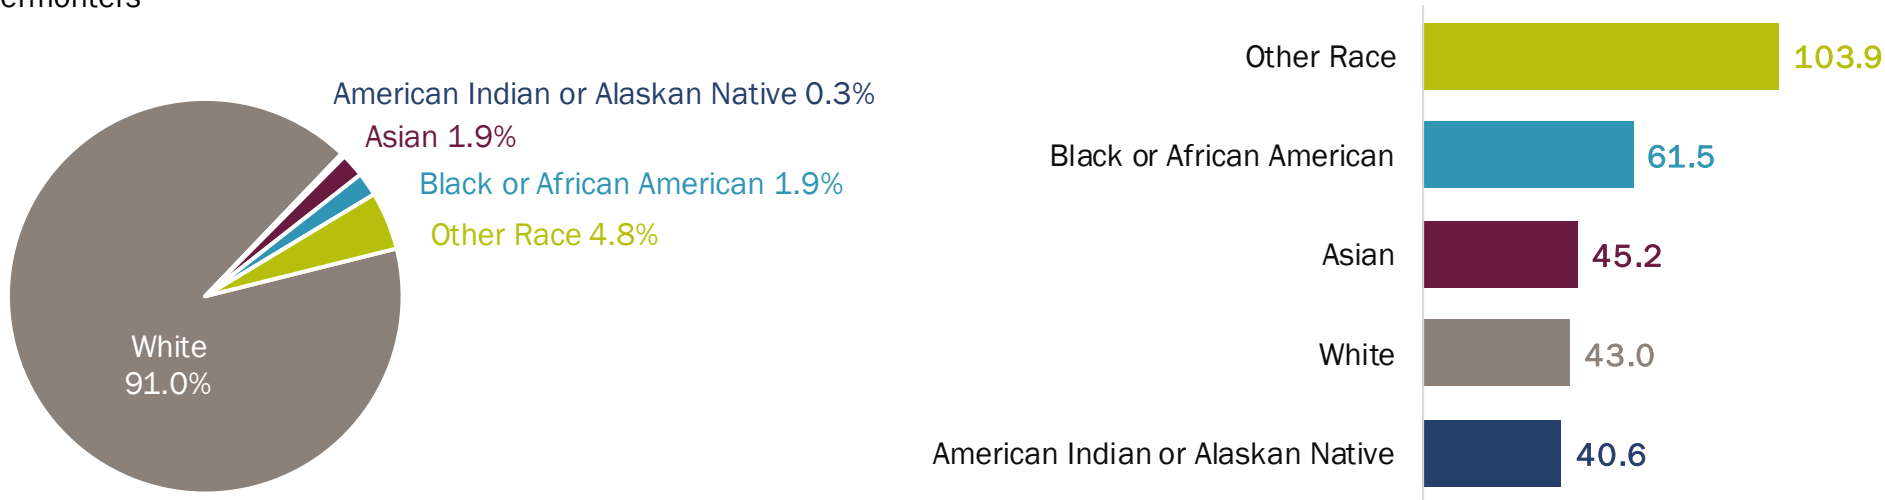 American Indian or Alaskan Native 0.3%
Asian 1.9%
Black or African American 1.9%
Other Race 4.8%
White
91.0%
Other Race 103.9
Black or African American 61.5
Asian 45.2
White 43.0
American Indian or Alaskan Native 40.6